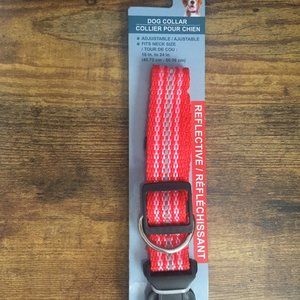 DOG COLLAR
COLLIER POUR CHIEN
● ADJUSTABLE / AJUSTABLE
● FITS NECK SIZE
/ TOUR DE COU :
REFLECTIVE / RÉFLÉCHISSANT